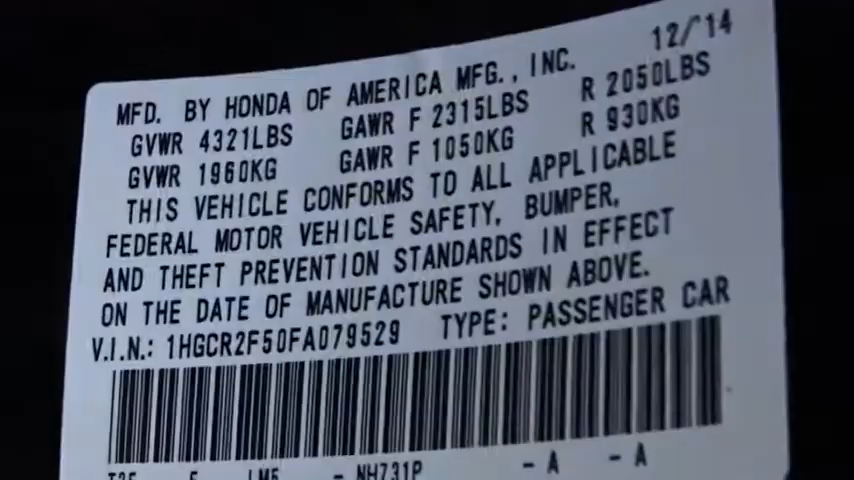 12/'14
MFD. BY HONDA OF AMERICA MFG., INC.
GVWR 4321LBS GAWR F 2315LBS R 2050LBS
GVWR 1960KG GAWR F 1050KG R 930KG
THIS VEHICLE CONFORMS TO ALL APPLICABLE
FEDERAL MOTOR VEHICLE SAFETY, BUMPER,
AND THEFT PREVENTION STANDARDS IN EFFECT
ON THE DATE OF MANUFACTURE SHOWN ABOVE.
V.I.N.: 1HGCR2F50FA079529 TYPE: PASSENGER CAR
- NH731P - A - A